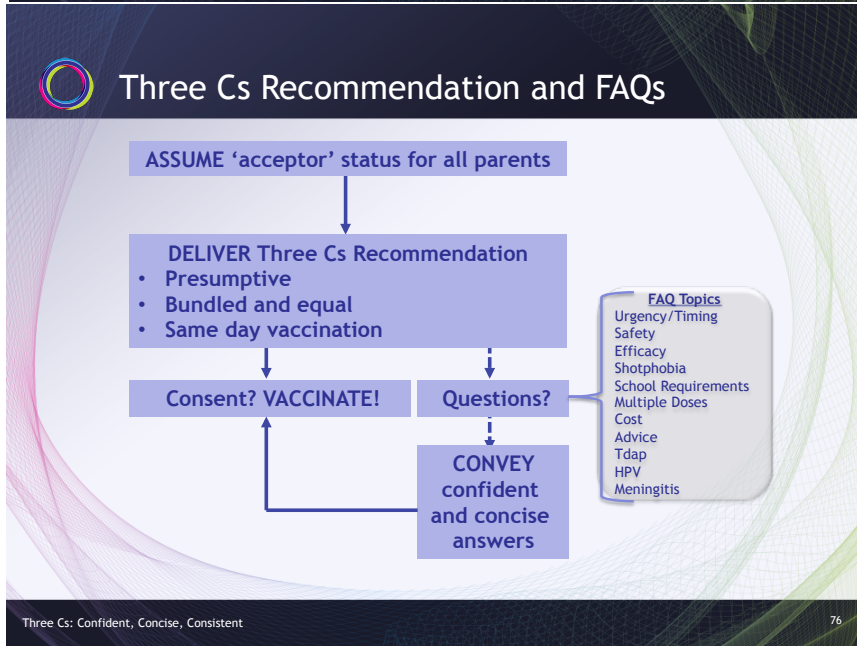 Three Cs Recommendation and FAQs
ASSUME ‘acceptor’ status for all parents
DELIVER Three Cs Recommendation
• Presumptive
• Bundled and equal
• Same day vaccination
Consent? VACCINATE!
Questions?
CONVEY
confident
and concise
answers
FAQ Topics
Urgency/Timing
Safety
Efficacy
Shotphobia
School Requirements
Multiple Doses
Cost
Advice
Tdap
HPV
Meningitis
Three Cs: Confident, Concise, Consistent
76